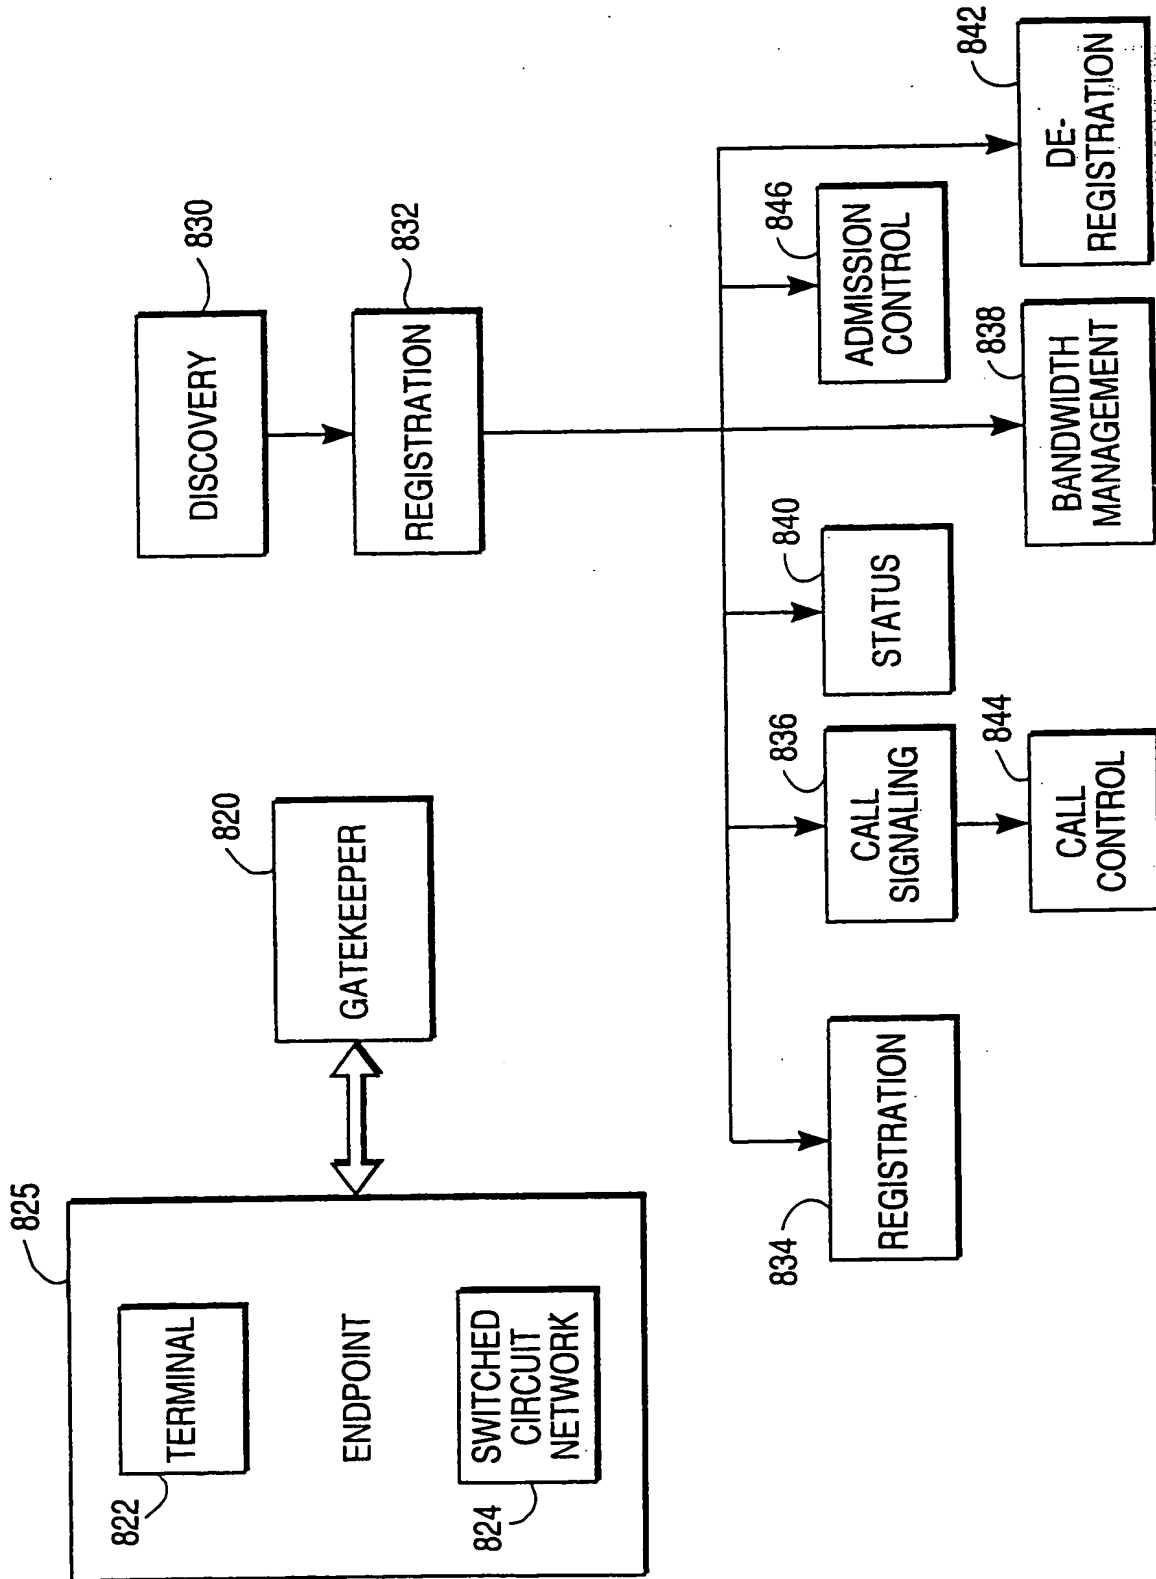 825
822
TERMINAL
ENDPOINT
SWITCHED
CIRCUIT
NETWORK
824
820
GATEKEEPER
830
DISCOVERY
832
REGISTRATION
834
REGISTRATION
836
CALL
SIGNALING
844
CALL
CONTROL
840
STATUS
838
BANDWIDTH
MANAGEMENT
846
ADMISSION
CONTROL
842
DE-
REGISTRATION